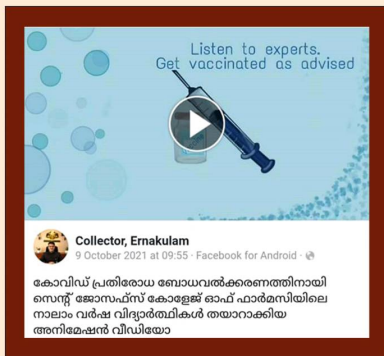 Listen to experts.
Get vaccinated as advised
Collector, Ernakulam
9 October 2021 at 09:55 · Facebook for Android ·
കോവിഡ് പ്രതിരോധ ബോധവൽക്കരണത്തിനായി
സെന്റ് ജോസഫ്സ് കോളേജ് ഓഫ് ഫാർമസിയിലെ
നാലാം വർഷ വിദ്യാർത്ഥികൾ തയാറാക്കിയ
അനിമേഷൻ വീഡിയോ